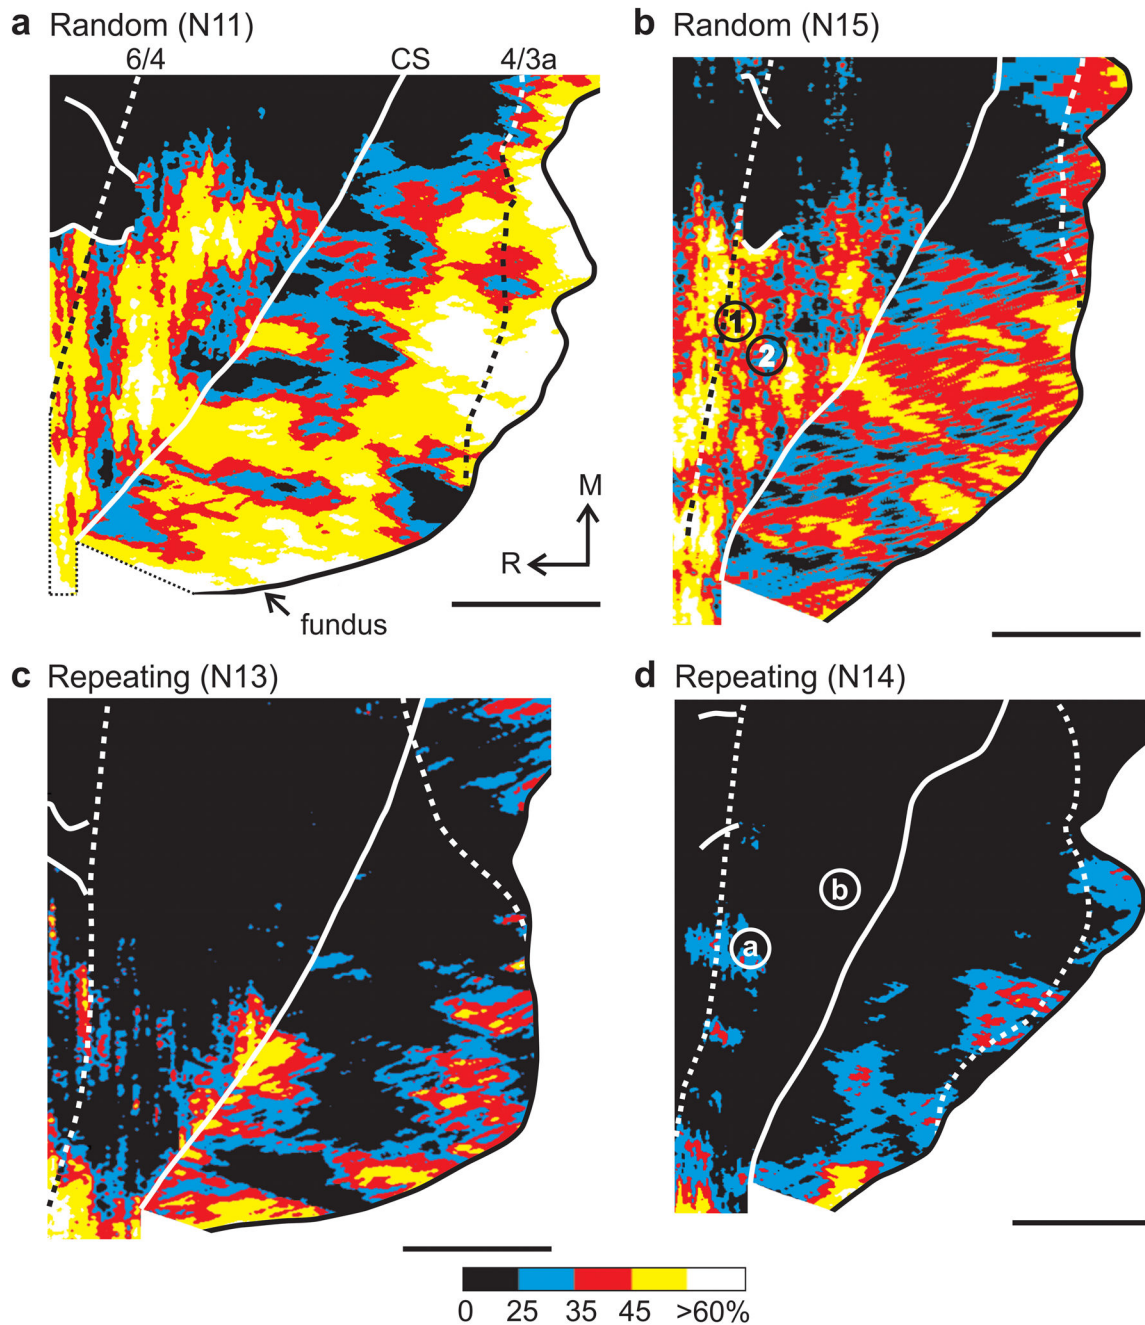 a Random (N11)
6/4 CS 4/3a
M
R
fundus
b Random (N15)
1
2
c Repeating (N13)
d Repeating (N14)
b
a
0 25 35 45 >60%